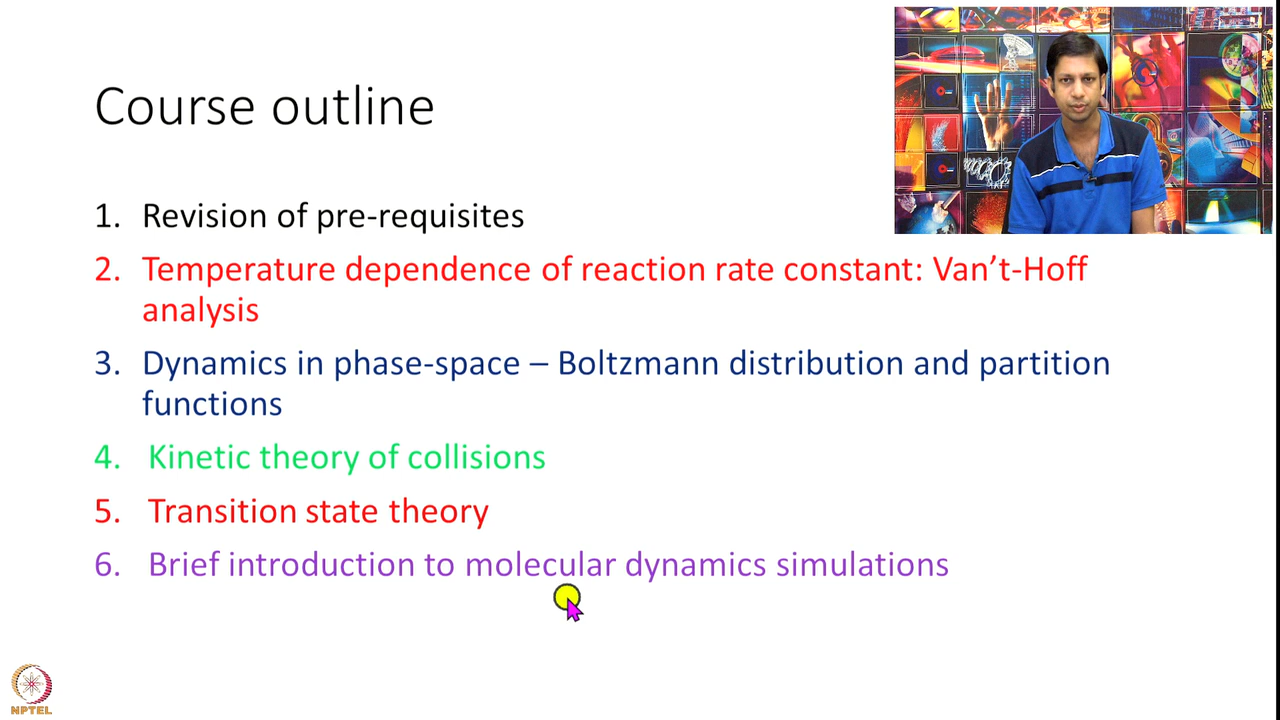 Course outline
1. Revision of pre-requisites
2. Temperature dependence of reaction rate constant: Van’t-Hoff
analysis
3. Dynamics in phase-space – Boltzmann distribution and partition
functions
4. Kinetic theory of collisions
5. Transition state theory
6. Brief introduction to molecular dynamics simulations
NPTEL